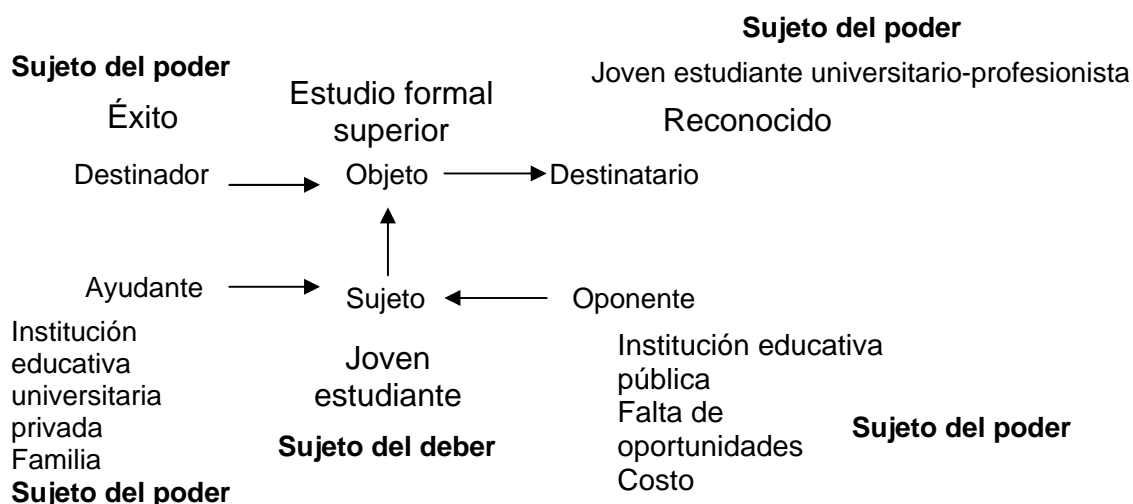 Sujeto del poder
Joven estudiante universitario-profesionista
Reconocido
Sujeto del poder
Éxito
Estudio formal
superior
Destinador
Objeto
Destinatario
Ayudante
Sujeto
Oponente
Institución
educativa
universitaria
privada
Familia
Sujeto del poder
Joven
estudiante
Sujeto del deber
Institución educativa
pública
Falta de
oportunidades
Costo
Sujeto del poder